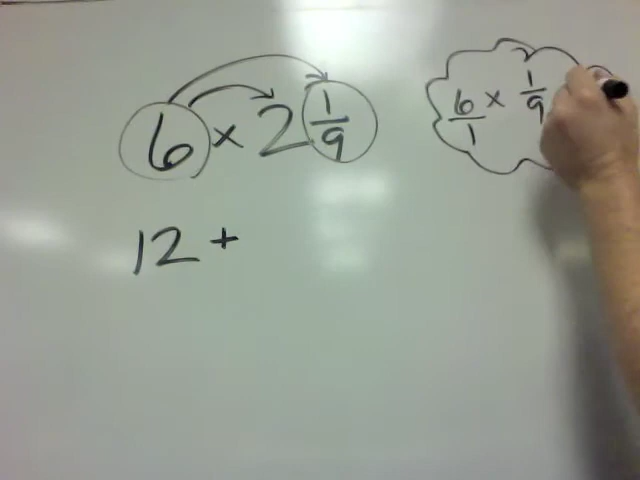 6 × 2 1/9
6/1 × 1/9
12 +